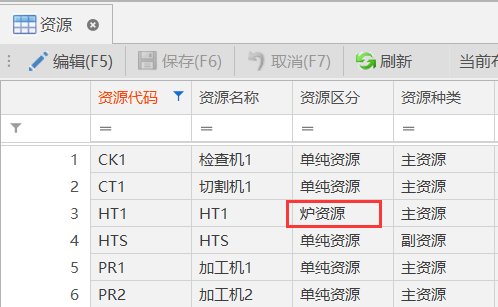 资源
编辑(F5) 保存(F6) 取消(F7) 刷新 当前布
资源代码 资源名称 资源区分 资源种类
= = = =
1 CK1 检查机1 单纯资源 主资源
2 CT1 切割机1 单纯资源 主资源
3 HT1 HT1 炉资源 主资源
4 HTS HTS 单纯资源 副资源
5 PR1 加工机1 单纯资源 主资源
6 PR2 加工机2 单纯资源 主资源